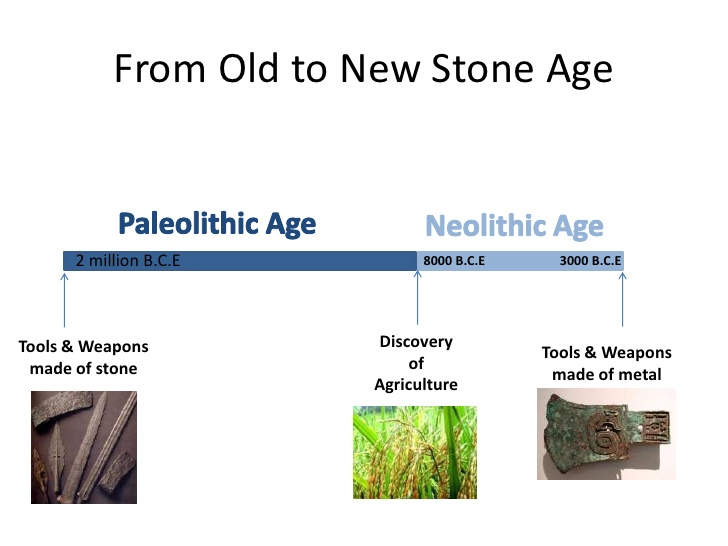 From Old to New Stone Age
Paleolithic Age
Neolithic Age
2 million B.C.E
8000 B.C.E
3000 B.C.E
Tools & Weapons
made of stone
Discovery
of
Agriculture
Tools & Weapons
made of metal